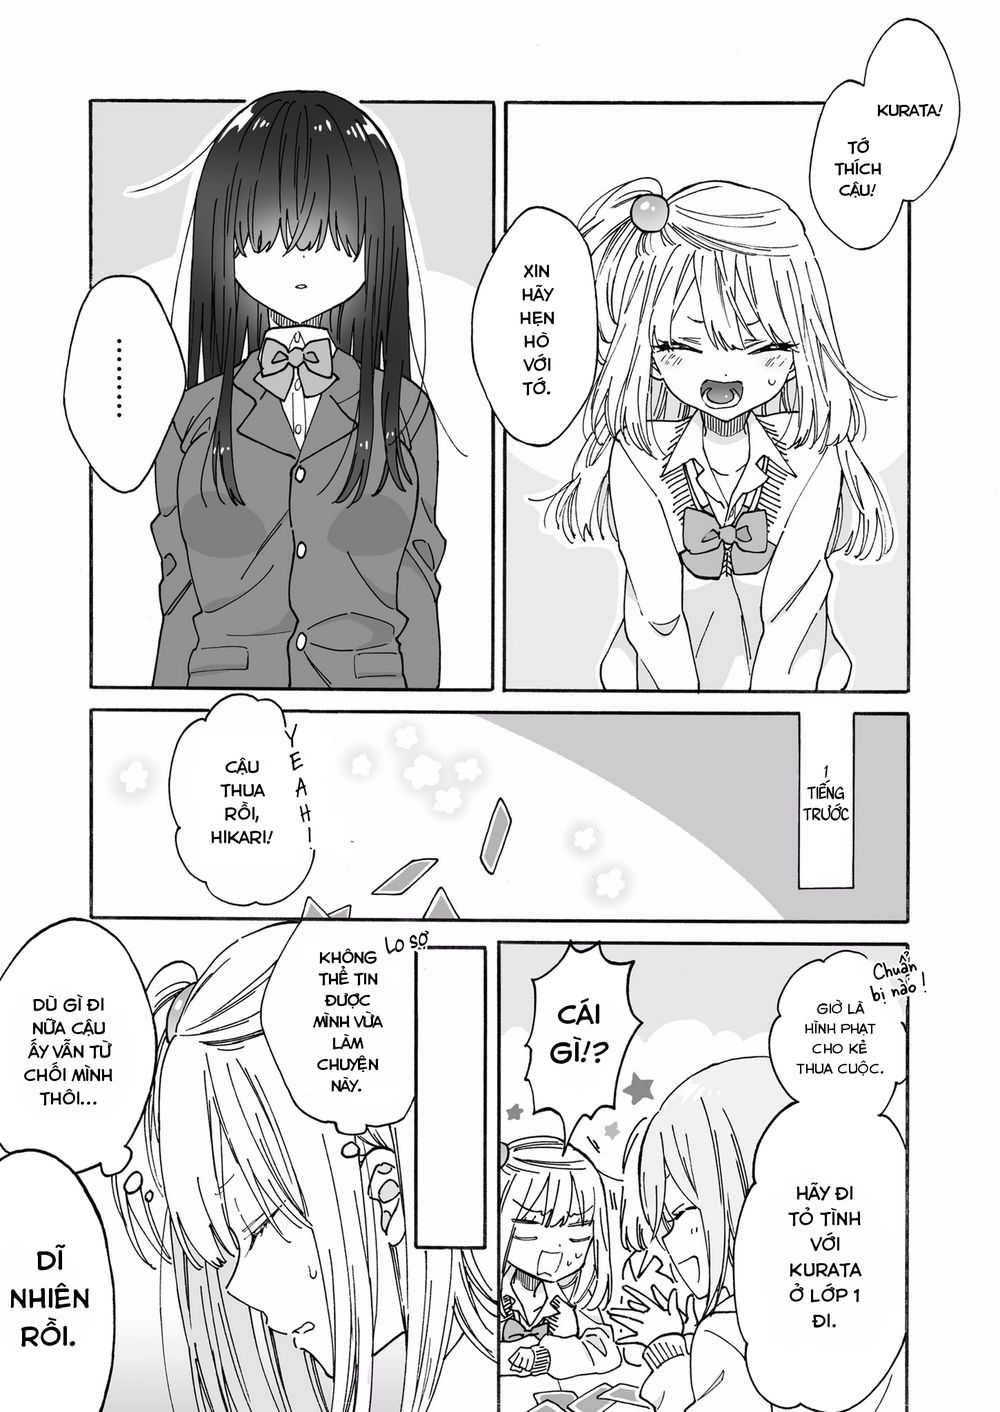 KURATA!
TỚ
THÍCH
CẬU!
XIN
HÃY
HẸN
HÒ
VỚI
TỚ.
..........
1
TIẾNG
TRƯỚC
YEAH!
CẬU
THUA
RỒI,
HIKARI!
Chuẩn
bị nào!
GIỜ LÀ
HÌNH PHẠT
CHO KẺ
THUA CUỘC.
HÃY ĐI
TỎ TÌNH
VỚI
KURATA
Ở LỚP 1
ĐI.
CÁI
GÌ!?
Lo sợ
KHÔNG
THỂ TIN
ĐƯỢC
MÌNH VỪA
LÀM
CHUYỆN
NÀY.
DÙ GÌ ĐI
NỮA CẬU
ẤY VẪN TỪ
CHỐI MÌNH
THÔI...
DĨ
NHIÊN
RỒI.